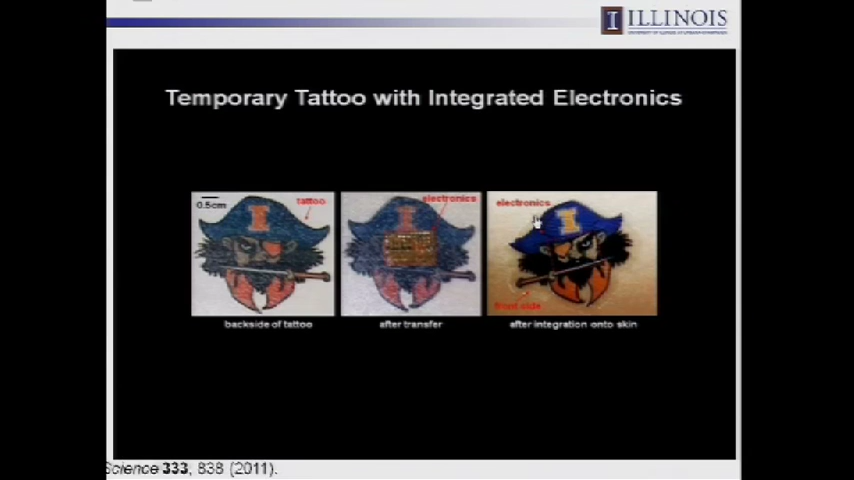 I ILLINOIS
UNIVERSITY OF ILLINOIS AT URBANA-CHAMPAIGN
Temporary Tattoo with Integrated Electronics
0.5cm
tattoo
electronics
electronics
front side
backside of tattoo
after transfer
after integration onto skin
Science 333, 838 (2011).